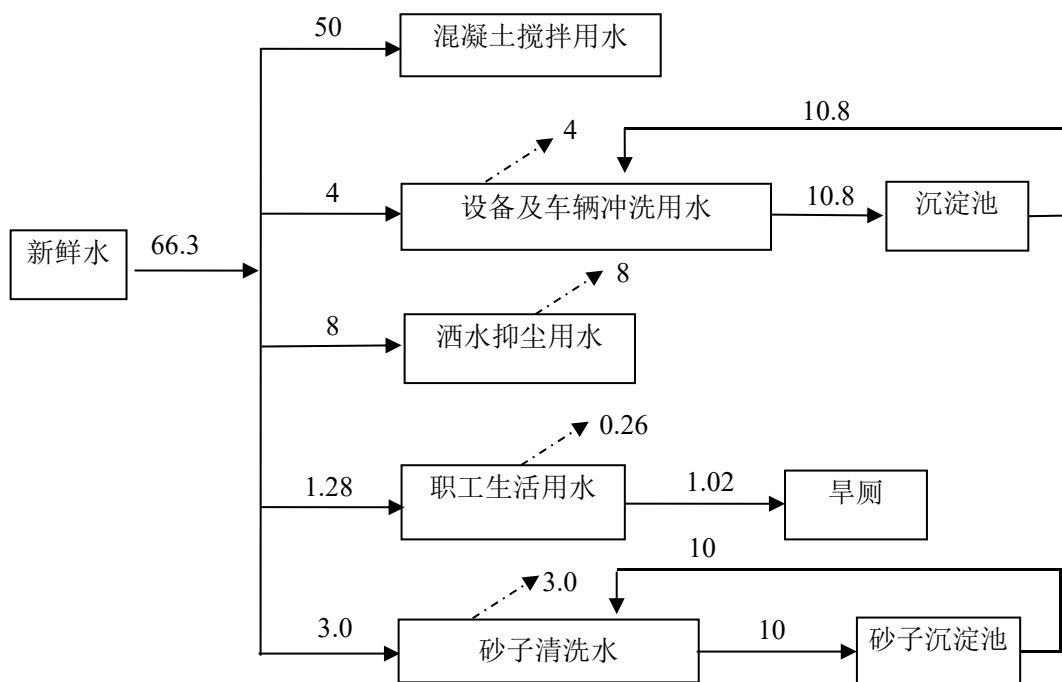 50
混凝土搅拌用水
10.8
4
4
设备及车辆冲洗用水
10.8
沉淀池
新鲜水
66.3
8
8
洒水抑尘用水
0.26
1.28
职工生活用水
1.02
旱厕
10
3.0
3.0
砂子清洗水
10
砂子沉淀池